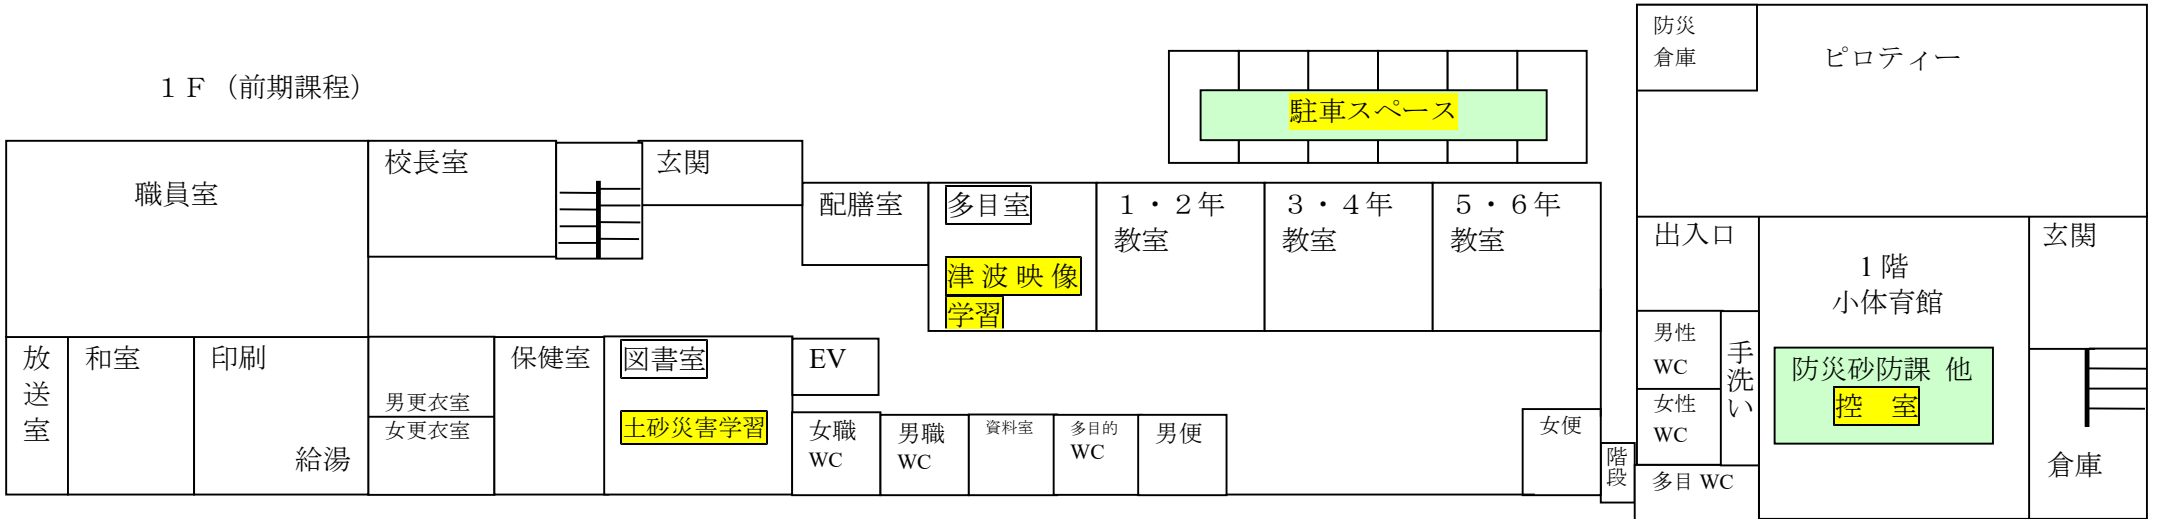 １Ｆ（前期課程）
職員室
校長室
玄関
配膳室
多目室
津波映像
学習
１・２年
教室
３・４年
教室
５・６年
教室
駐車スペース
放
送
室
和室
印刷
給湯
男更衣室
女更衣室
保健室
図書室
土砂災害学習
EV
女職
WC
男職
WC
資料室
多目的
WC
男便
女便
階
段
防災
倉庫
ピロティー
出入口
男性
WC
女性
WC
手
洗
い
多目 WC
1 階
小体育館
防災砂防課 他
控　室
玄関
倉庫